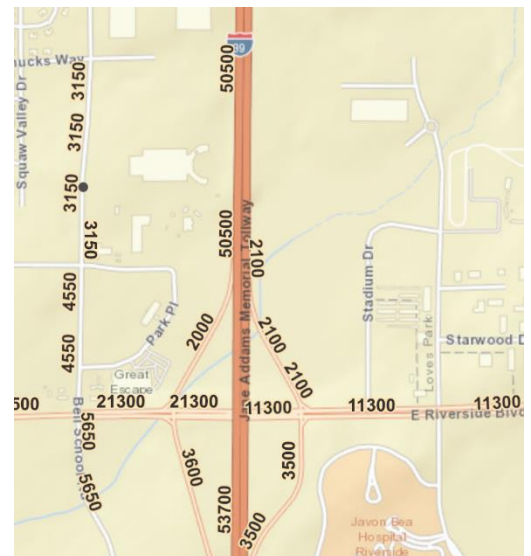 39
50500
nucks Way
3150
Squaw Valley Dr
3150
3150
3150
50500
2100
Jane Addams Memorial Tollway
4550
Park Pl
2000
2100
Stadium Dr
4550
2100
Loves Park
Starwood D
Great
Escape
500
21300
21300
11300
11300
11300
E Riverside Blvd
5650
Bell School
5650
3600
3500
53700
3500
Javon Bea
Hospital
Riverside